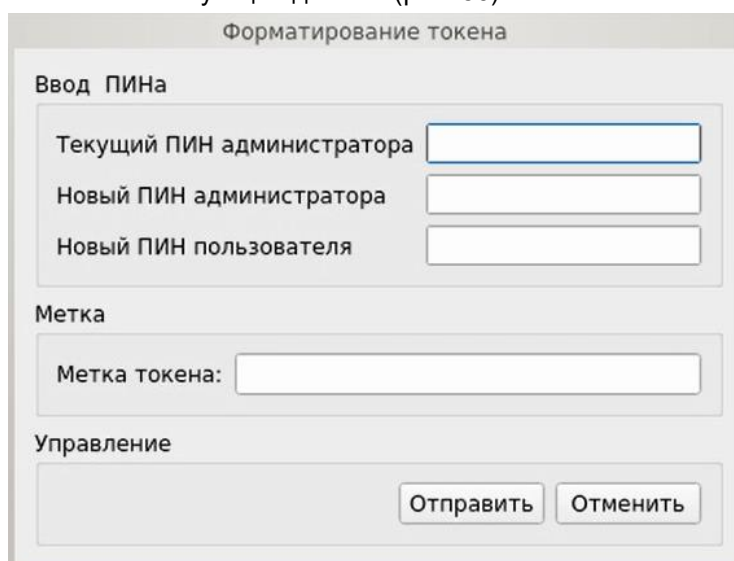 Форматирование токена
Ввод ПИНа
Текущий ПИН администратора
Новый ПИН администратора
Новый ПИН пользователя
Метка
Метка токена:
Управление
Отправить Отменить